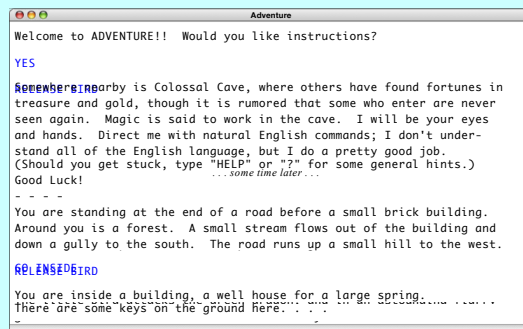 Adventure
Welcome to ADVENTURE!! Would you like instructions?
YES
RELEASE BIRD
Somewhere nearby is Colossal Cave, where others have found fortunes in
treasure and gold, though it is rumored that some who enter are never
seen again. Magic is said to work in the cave. I will be your eyes
and hands. Direct me with natural English commands; I don't under-
stand all of the English language, but I do a pretty good job.
(Should you get stuck, type "HELP" or "?" for some general hints.)
. . . some time later . . .
Good Luck!
- - - -
You are standing at the end of a road before a small brick building.
Around you is a forest. A small stream flows out of the building and
down a gully to the south. The road runs up a small hill to the west.
GO INSIDE
RELEASE BIRD
You are inside a building, a well house for a large spring.
There are some keys on the ground here. . . .